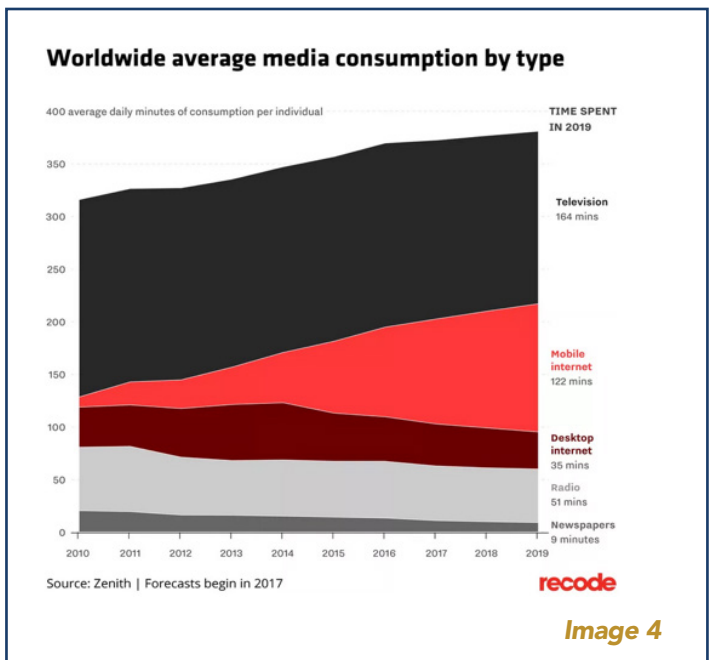 Worldwide average media consumption by type
400 average daily minutes of consumption per individual
TIME SPENT
IN 2019
350
300
250
200
150
100
50
0
Television
164 mins
Mobile
internet
122 mins
Desktop
internet
35 mins
Radio
51 mins
Newspapers
9 minutes
2010 2011 2012 2013 2014 2015 2016 2017 2018 2019
Source: Zenith | Forecasts begin in 2017
recode
Image 4